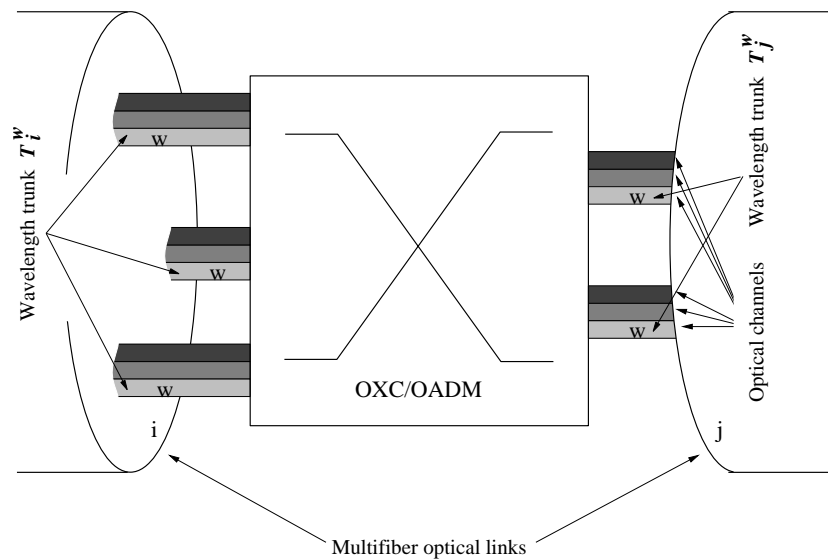 Wavelength trunk T_i^w
w
w
w
OXC/OADM
i
w
w
Wavelength trunk T_j^w
Optical channels
j
Multifiber optical links